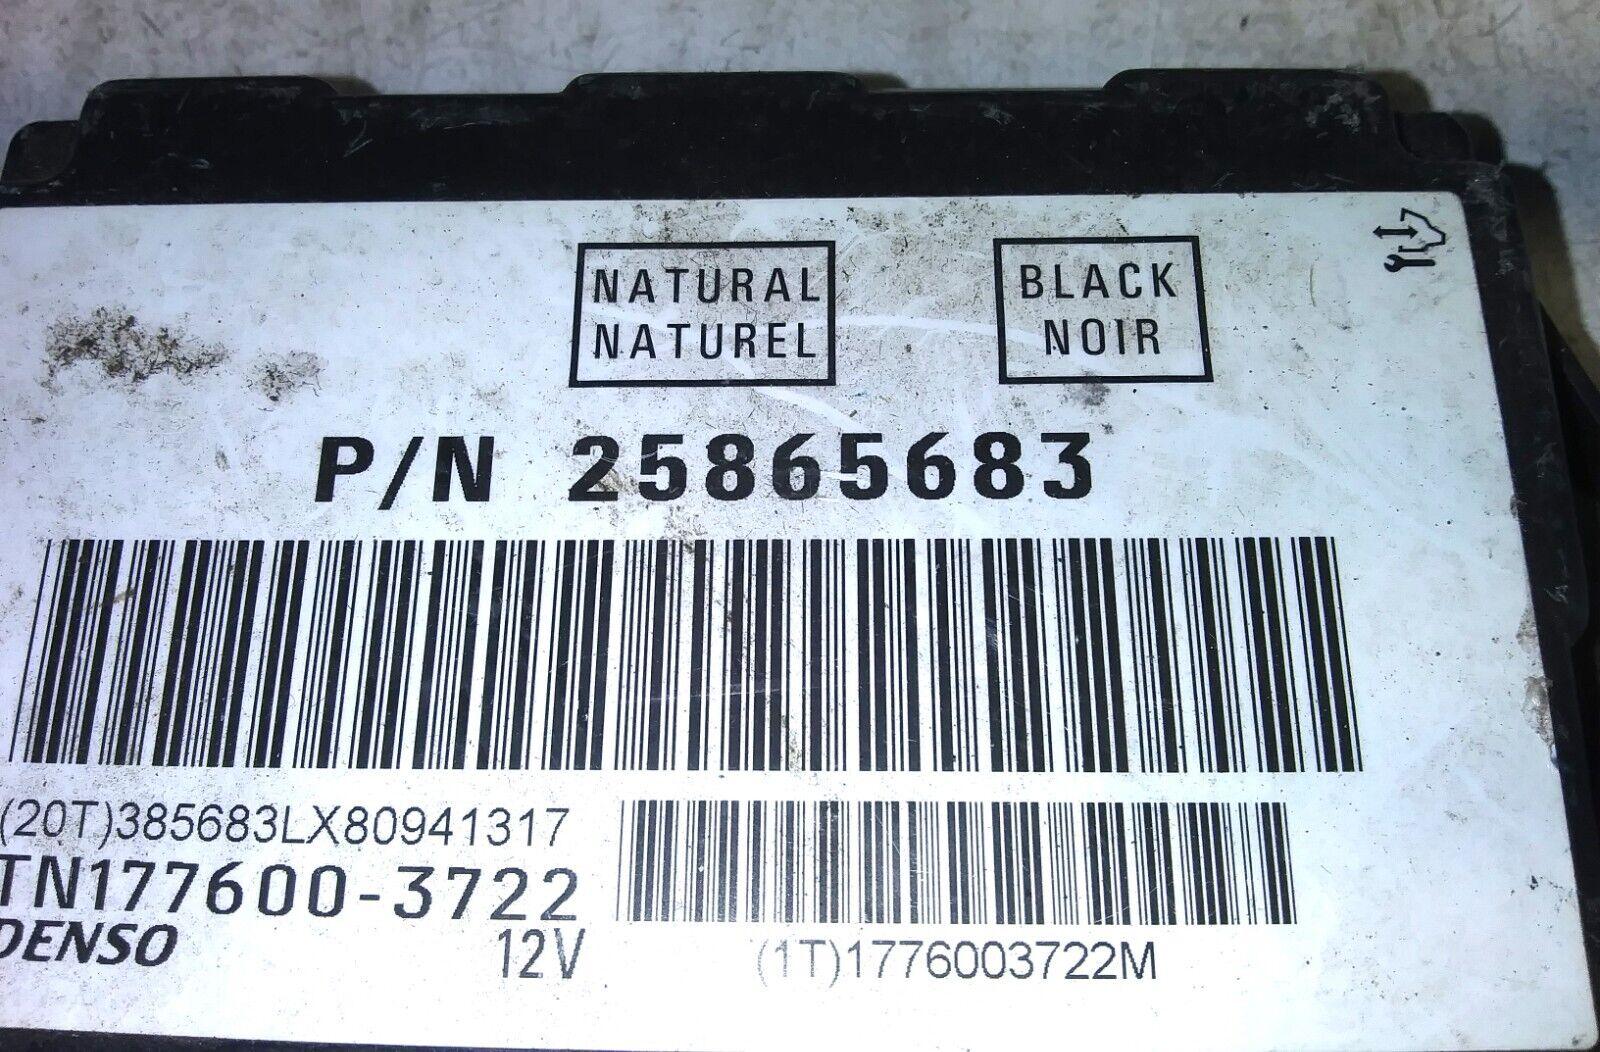 NATURAL
NATUREL
BLACK
NOIR
P/N 25865683
(20T)385683LX80941317
TN177600-3722
DENSO
12V
(1T)1776003722M